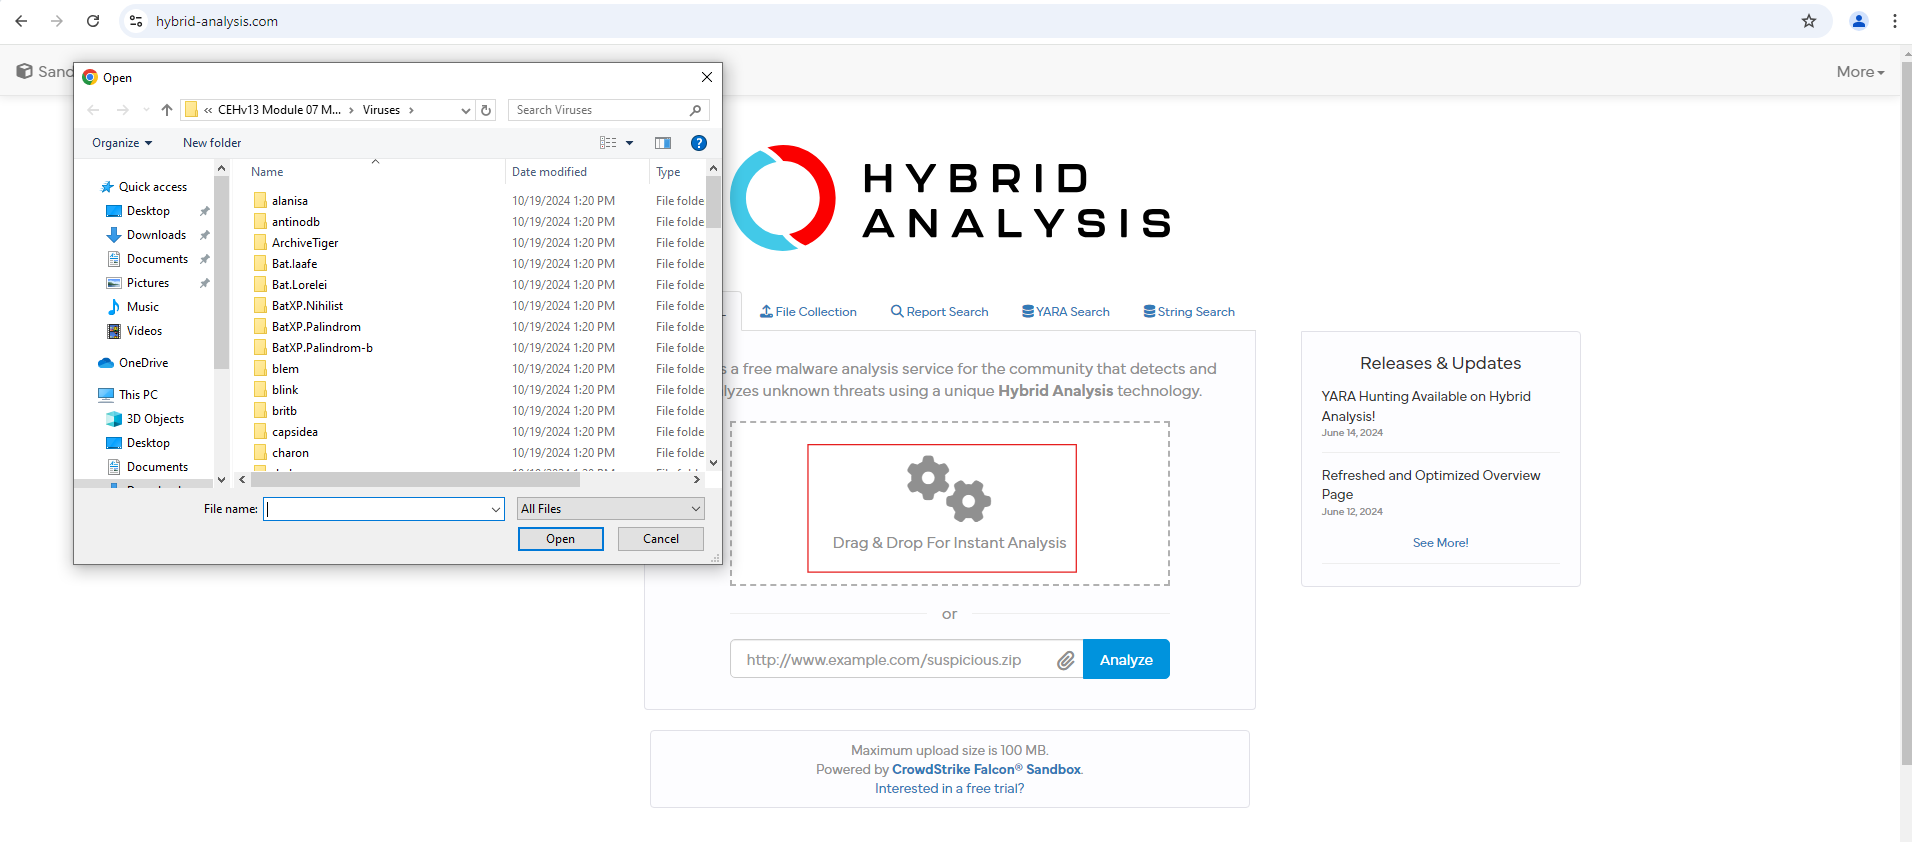 hybrid-analysis.com
Sand
More
Open
« CEHv13 Module 07 M... > Viruses >
Search Viruses
Organize
New folder
Name
Date modified
Type
Quick access
Desktop
Downloads
Documents
Pictures
Music
Videos
OneDrive
This PC
3D Objects
Desktop
Documents
alanisa 10/19/2024 1:20 PM File folde
antinodb 10/19/2024 1:20 PM File folde
ArchiveTiger 10/19/2024 1:20 PM File folde
Bat.Iaafe 10/19/2024 1:20 PM File folde
Bat.Lorelei 10/19/2024 1:20 PM File folde
BatXP.Nihilist 10/19/2024 1:20 PM File folde
BatXP.Palindrom 10/19/2024 1:20 PM File folde
BatXP.Palindrom-b 10/19/2024 1:20 PM File folde
blem 10/19/2024 1:20 PM File folde
blink 10/19/2024 1:20 PM File folde
britb 10/19/2024 1:20 PM File folde
capsidea 10/19/2024 1:20 PM File folde
charon 10/19/2024 1:20 PM File folde
File name:
All Files
Open
Cancel
HYBRID
ANALYSIS
File Collection
Report Search
YARA Search
String Search
s a free malware analysis service for the community that detects and
lyzes unknown threats using a unique Hybrid Analysis technology.
Drag & Drop For Instant Analysis
or
http://www.example.com/suspicious.zip
Analyze
Maximum upload size is 100 MB.
Powered by CrowdStrike Falcon® Sandbox.
Interested in a free trial?
Releases & Updates
YARA Hunting Available on Hybrid
Analysis!
June 14, 2024
Refreshed and Optimized Overview
Page
June 12, 2024
See More!